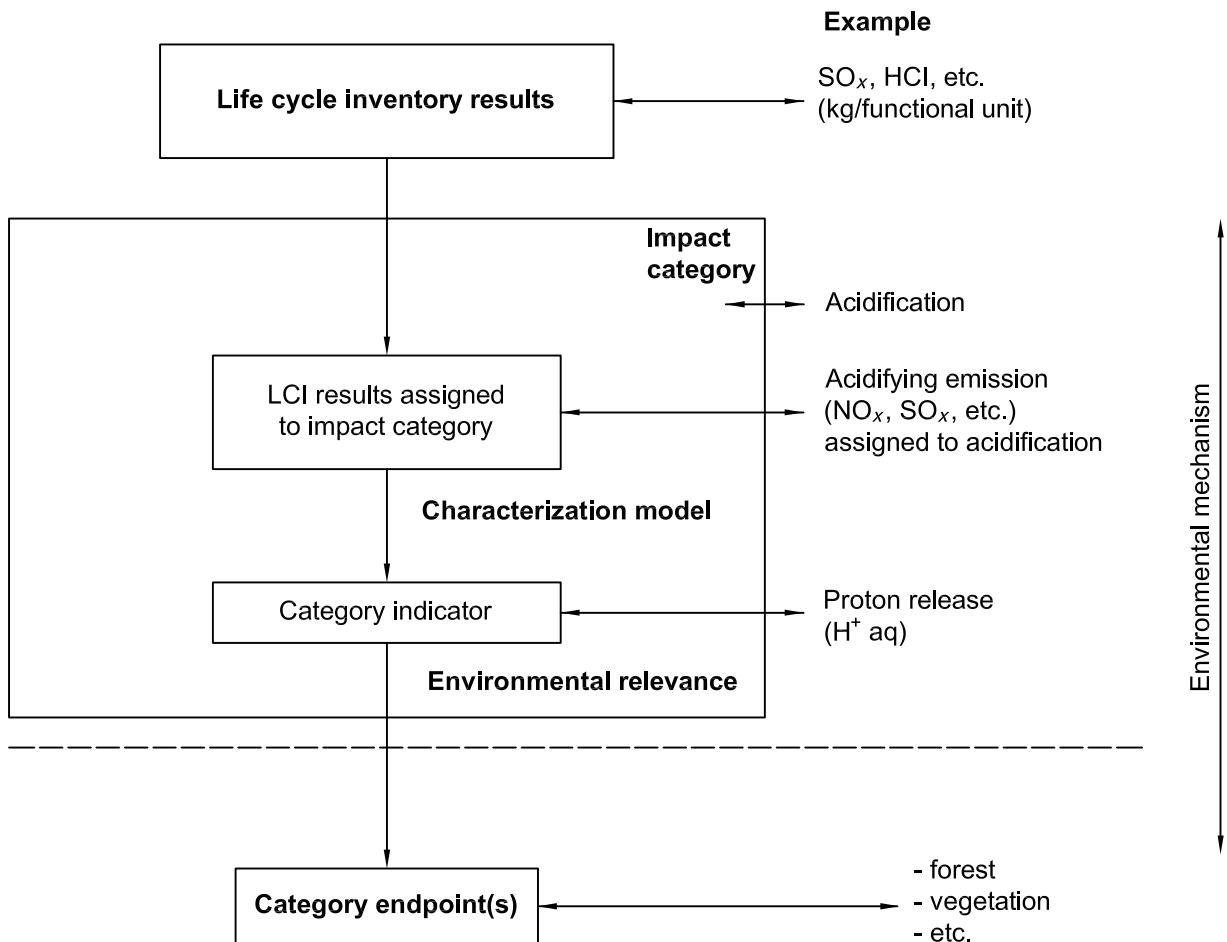 Example
Life cycle inventory results
SOx, HCl, etc.
(kg/functional unit)
Impact
category
Acidification
LCI results assigned
to impact category
Acidifying emission
(NOx, SOx, etc.)
assigned to acidification
Characterization model
Category indicator
Proton release
(H+ aq)
Environmental relevance
Environmental mechanism
Category endpoint(s)
- forest
- vegetation
- etc.